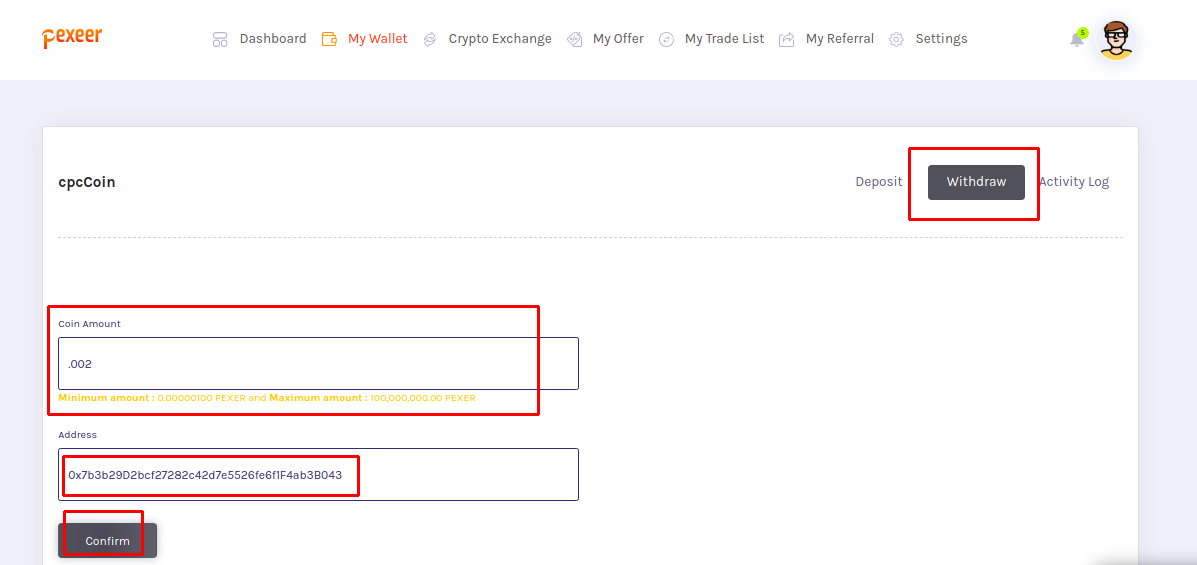 pexeer
Dashboard My Wallet Crypto Exchange My Offer My Trade List My Referral Settings 5
cpcCoin
Deposit Withdraw Activity Log
Coin Amount
.002
Minimum amount : 0.00000100 PEXER and Maximum amount : 100,000,000.00 PEXER
Address
0x7b3b29D2bcf27282c42d7e5526fe6f1F4ab3B043
Confirm